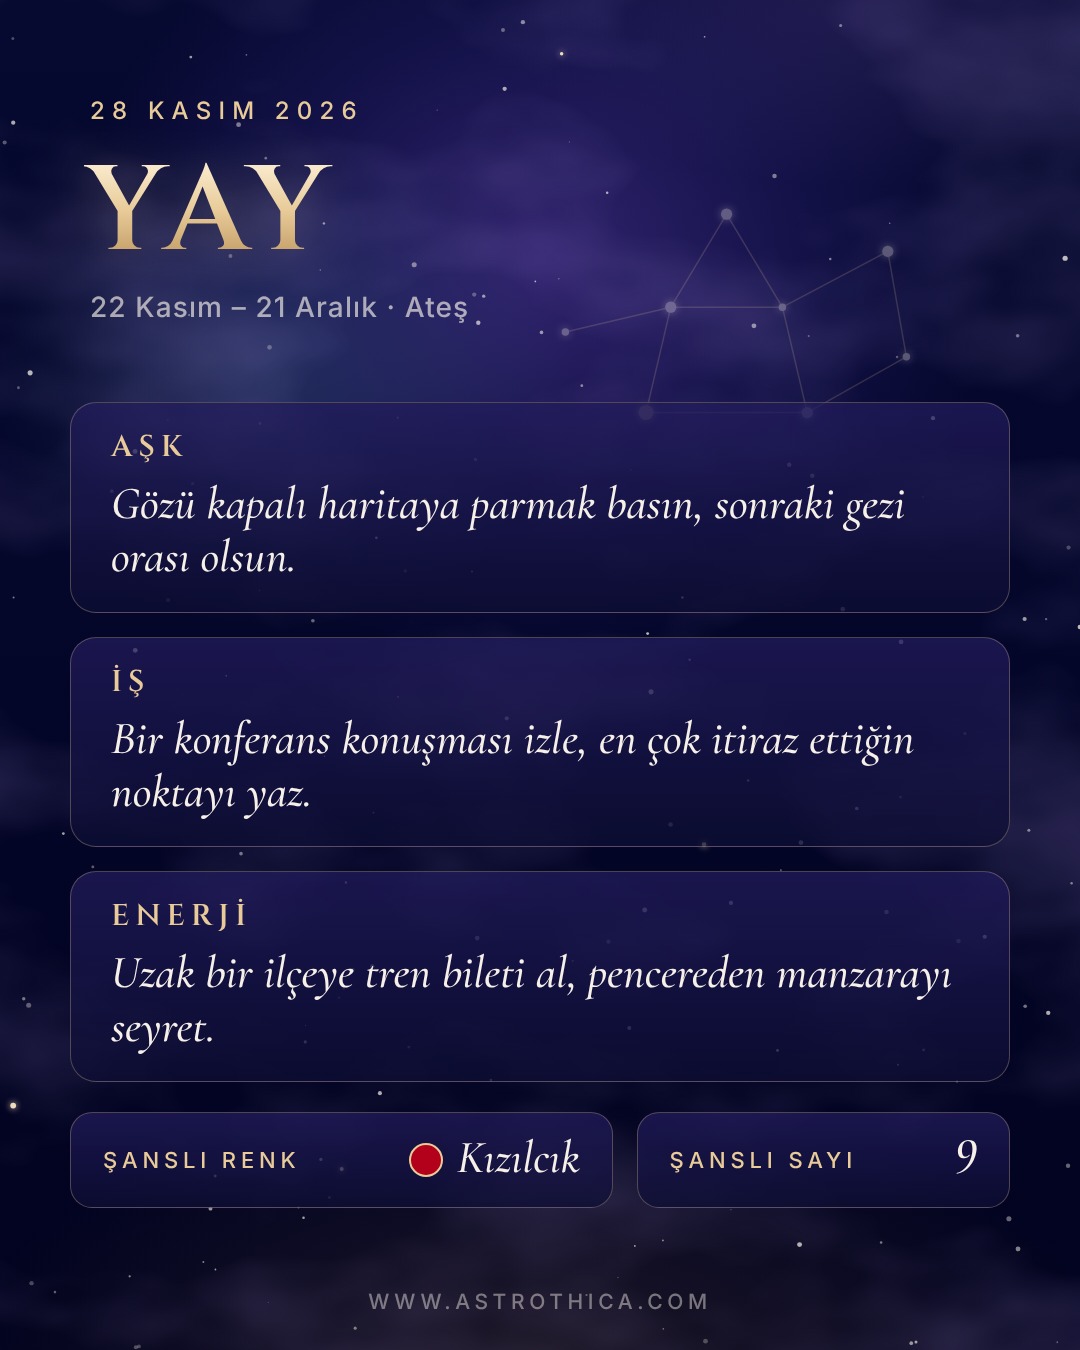 28 KASIM 2026
YAY
22 Kasım – 21 Aralık · Ateş
AŞK
Gözü kapalı haritaya parmak basın, sonraki gezi
orası olsun.
İŞ
Bir konferans konuşması izle, en çok itiraz ettiğin
noktayı yaz.
ENERJİ
Uzak bir ilçeye tren bileti al, pencereden manzarayı
seyret.
ŞANSLI RENK Kızılcık
ŞANSLI SAYI 9
WWW.ASTROTHICA.COM